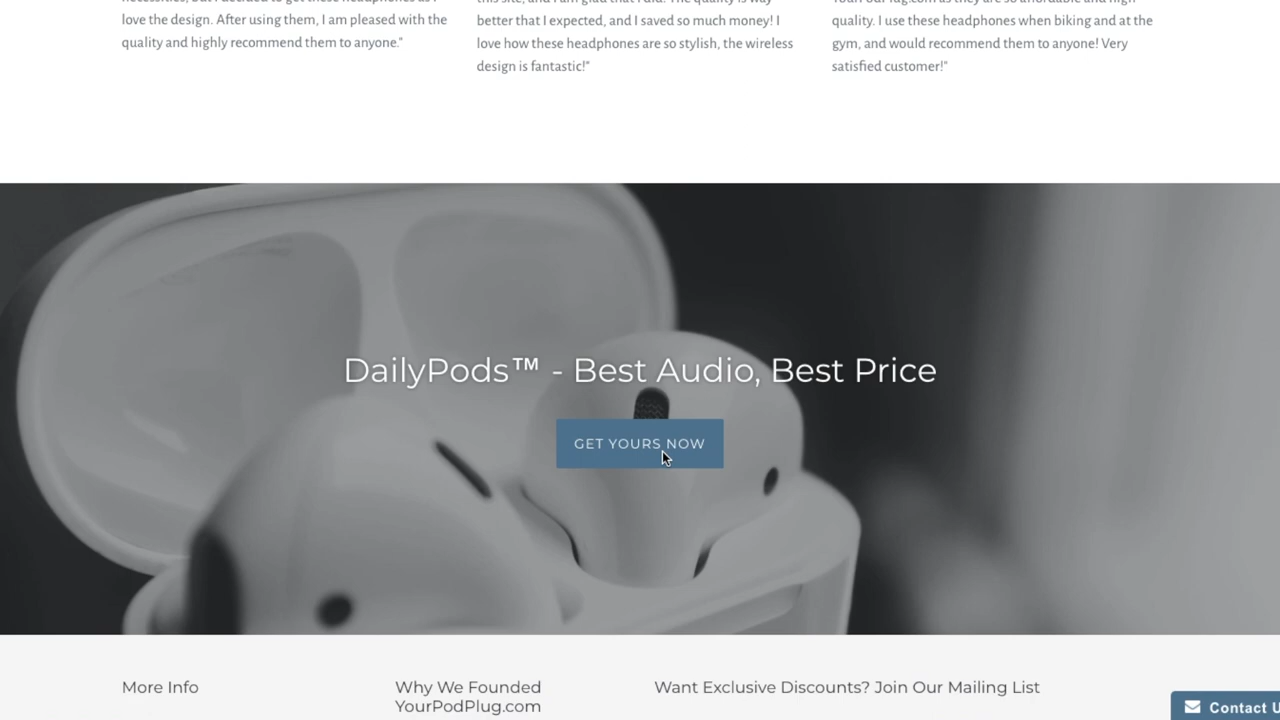 love the design. After using them, I am pleased with the
quality and highly recommend them to anyone."
better that I expected, and I saved so much money! I
love how these headphones are so stylish, the wireless
design is fantastic!"
quality. I use these headphones when biking and at the
gym, and would recommend them to anyone! Very
satisfied customer!"
DailyPods™ - Best Audio, Best Price
GET YOURS NOW
More Info
Why We Founded
YourPodPlug.com
Want Exclusive Discounts? Join Our Mailing List
Contact U